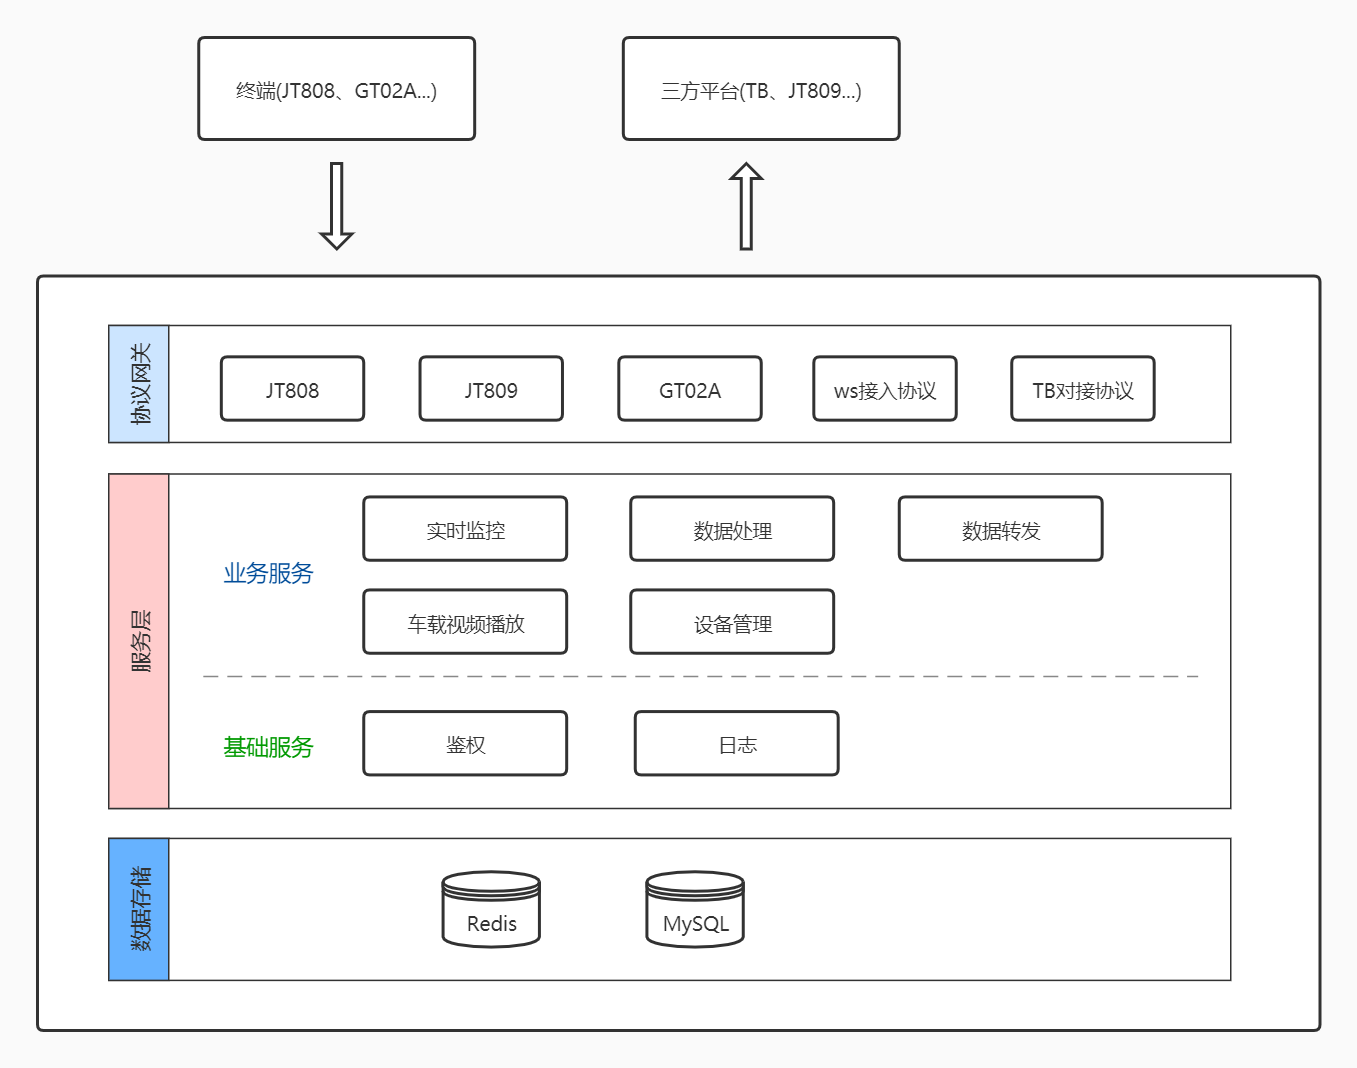 终端(JT808、GT02A...)
三方平台(TB、JT809...)
协议网关
JT808
JT809
GT02A
ws接入协议
TB对接协议
服务层
业务服务
实时监控
数据处理
数据转发
车载视频播放
设备管理
基础服务
鉴权
日志
数据存储
Redis
MySQL